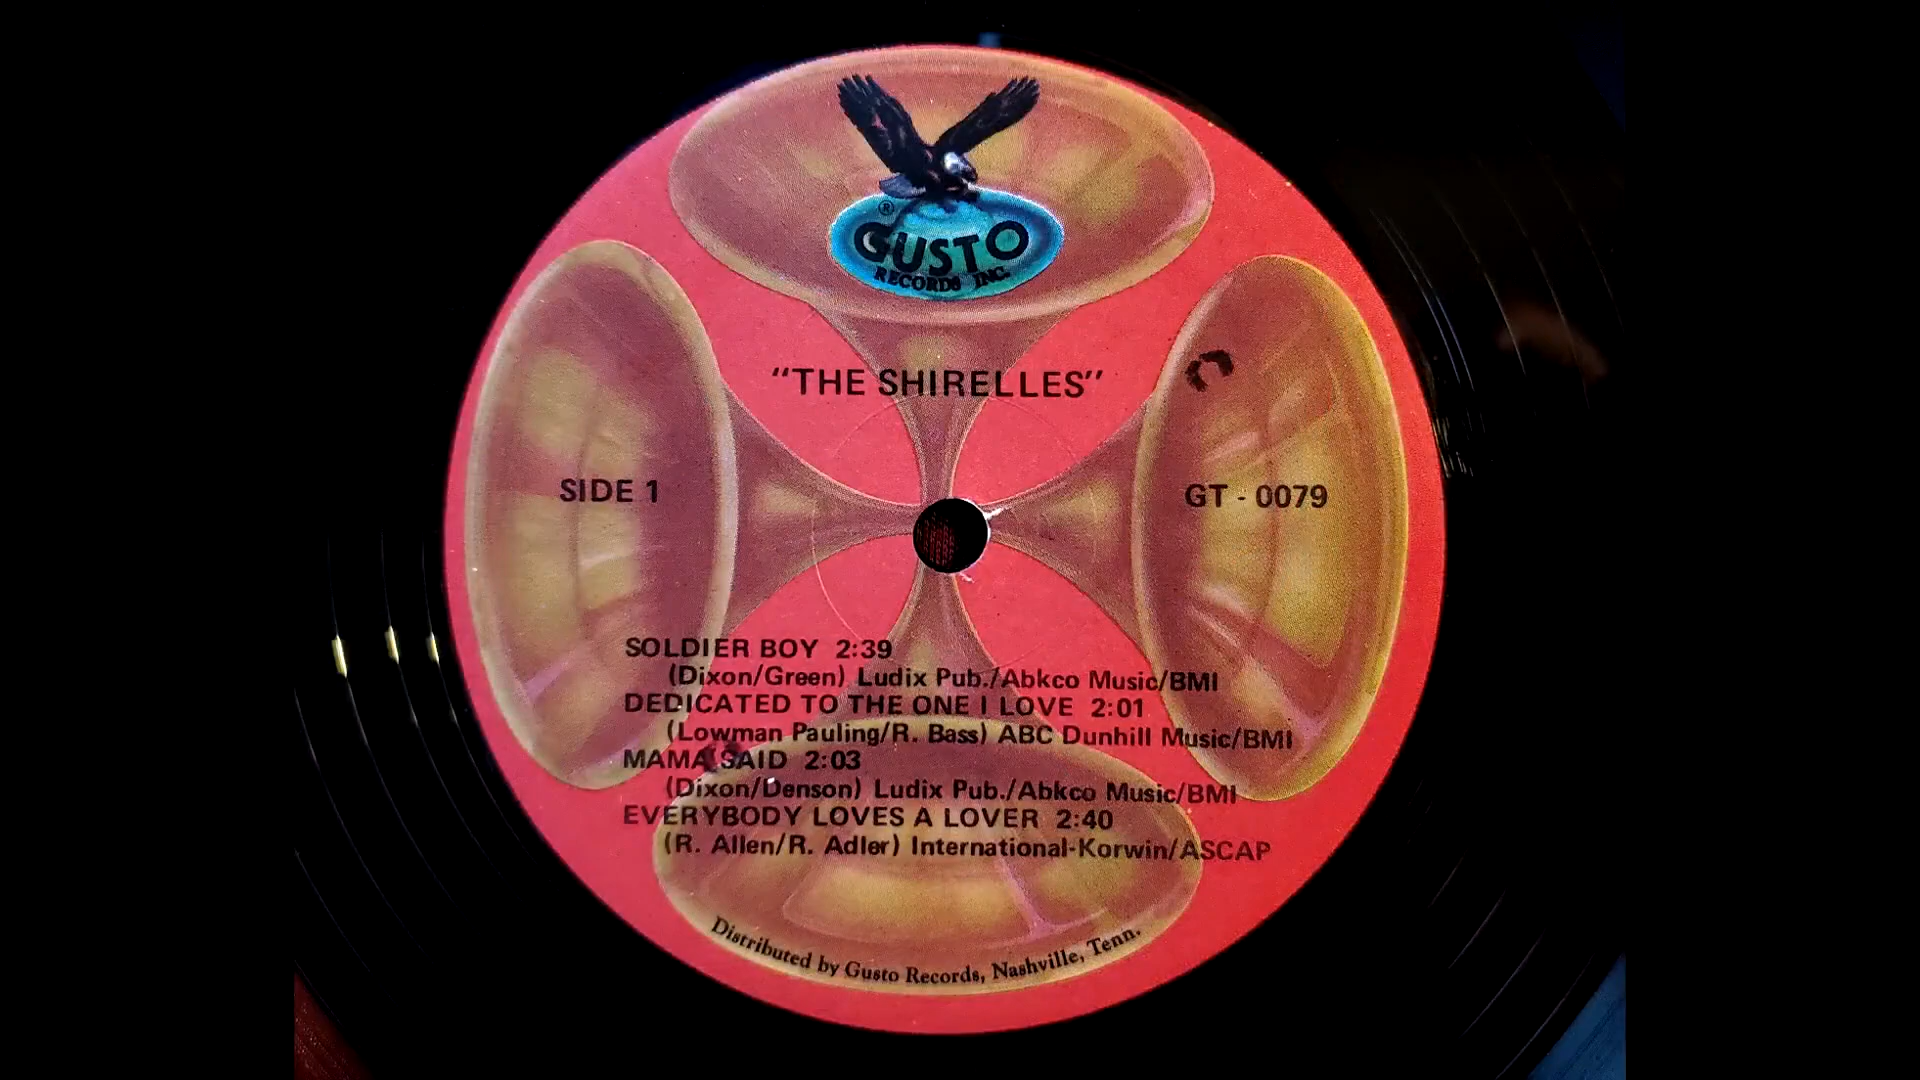 ®
GUSTO
RECORDS INC.
“THE SHIRELLES”
SIDE 1
GT - 0079
SOLDIER BOY 2:39
(Dixon/Green) Ludix Pub./Abkco Music/BMI
DEDICATED TO THE ONE I LOVE 2:01
(Lowman Pauling/R. Bass) ABC Dunhill Music/BMI
MAMA SAID 2:03
(Dixon/Denson) Ludix Pub./Abkco Music/BMI
EVERYBODY LOVES A LOVER 2:40
(R. Allen/R. Adler) International-Korwin/ASCAP
Distributed by Gusto Records, Nashville, Tenn.